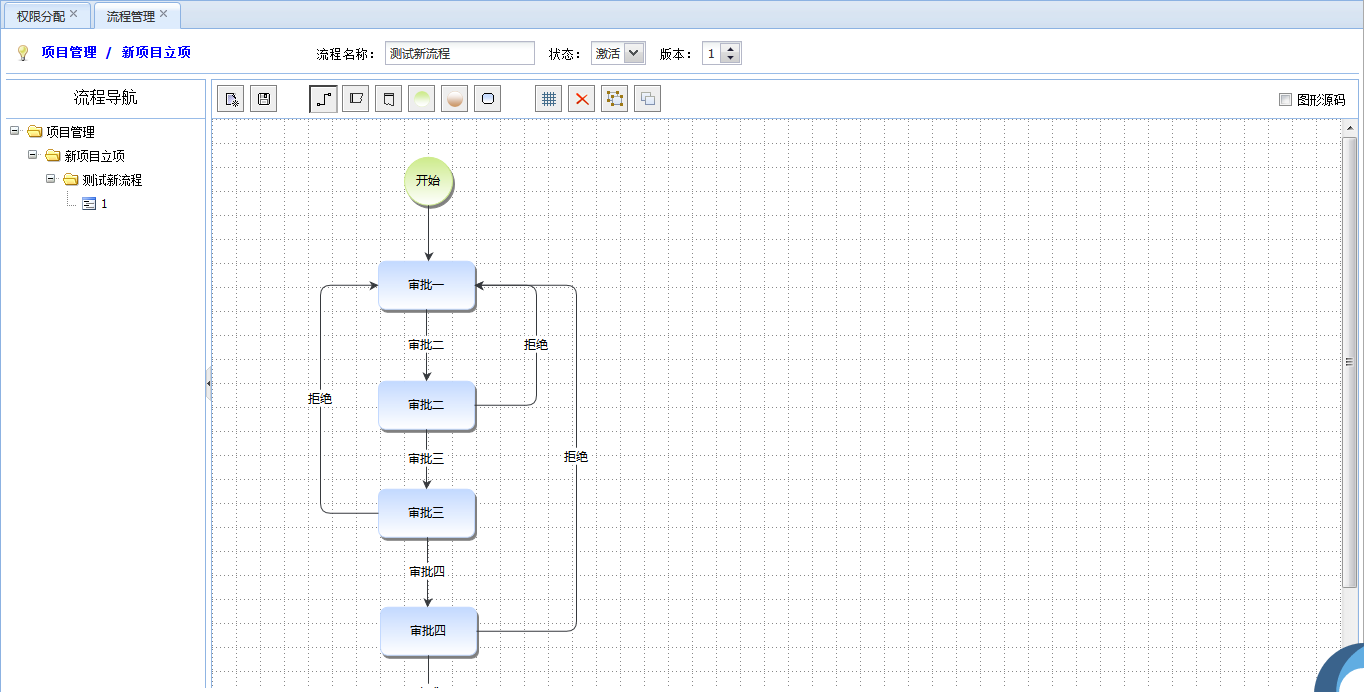 权限分配
流程管理
项目管理 / 新项目立项
流程名称： 测试新流程 状态： 激活 版本： 1
流程导航
图形源码
项目管理
新项目立项
测试新流程
1
开始
审批一
审批二
拒绝
拒绝
审批二
审批三
拒绝
审批三
审批四
审批四